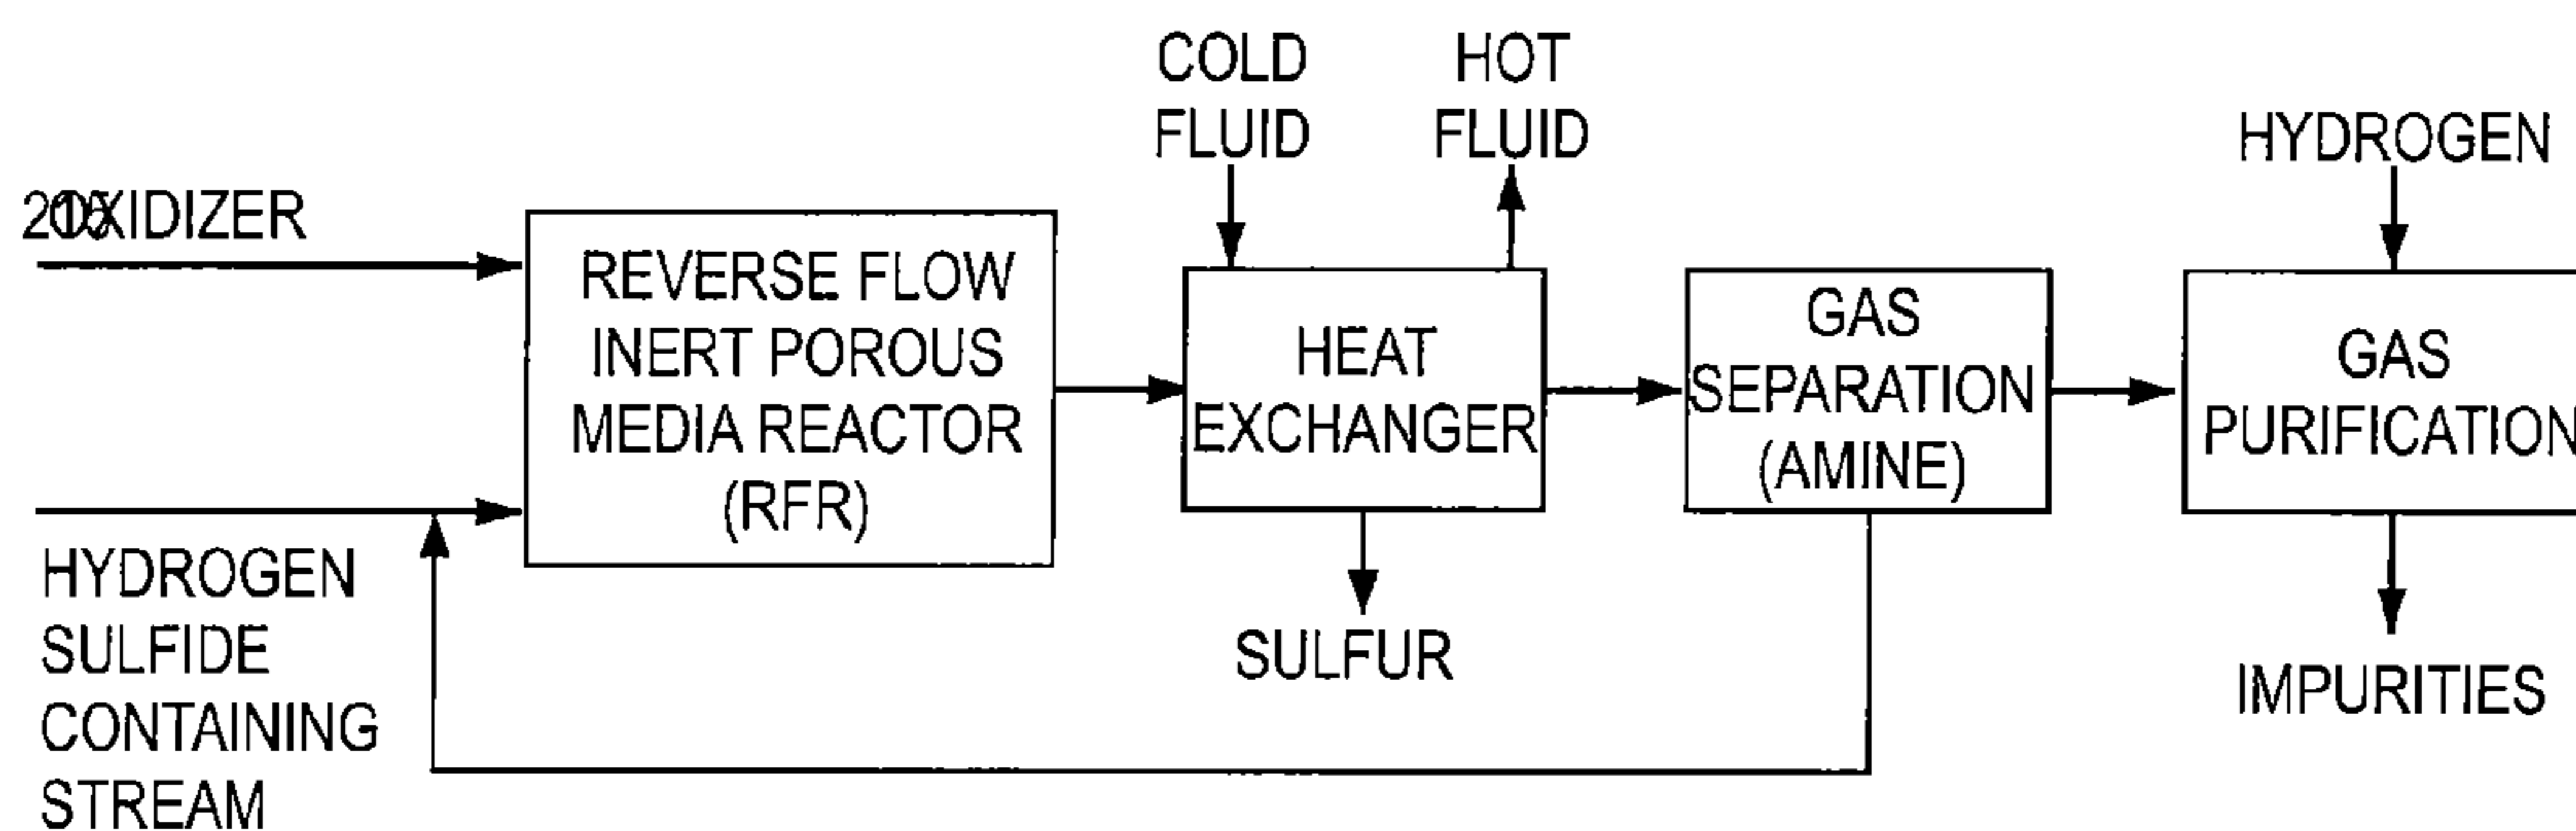 COLD
FLUID
HOT
FLUID
HYDROGEN
OXIDIZER
REVERSE FLOW
INERT POROUS
MEDIA REACTOR
(RFR)
HEAT
EXCHANGER
GAS
SEPARATION
(AMINE)
GAS
PURIFICATION
HYDROGEN
SULFIDE
CONTAINING
STREAM
SULFUR
IMPURITIES